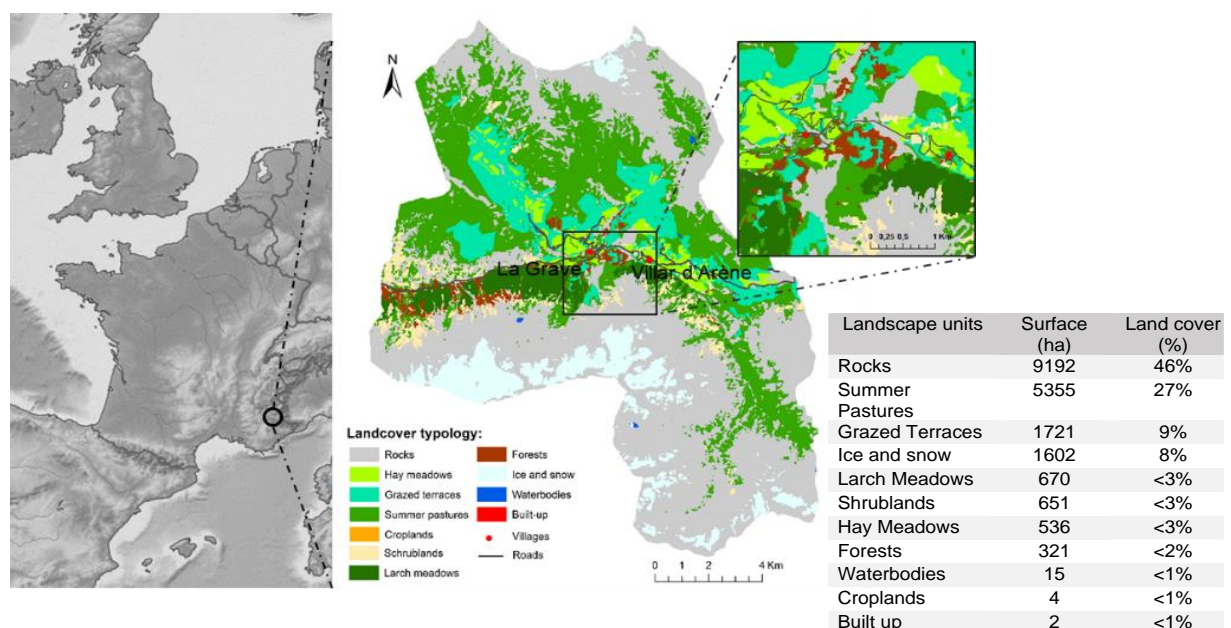 N
0 0,25 0,5 1 Km
La Grave
Villar d'Arène
Landcover typology:
Rocks
Hay meadows
Grazed terraces
Summer pastures
Croplands
Schrublands
Larch meadows
Forests
Ice and snow
Waterbodies
Built-up
Villages
Roads
0 1 2 4 Km
Landscape units Surface (ha) Land cover (%)
Rocks 9192 46%
Summer Pastures 5355 27%
Grazed Terraces 1721 9%
Ice and snow 1602 8%
Larch Meadows 670 <3%
Shrublands 651 <3%
Hay Meadows 536 <3%
Forests 321 <2%
Waterbodies 15 <1%
Croplands 4 <1%
Built up 2 <1%